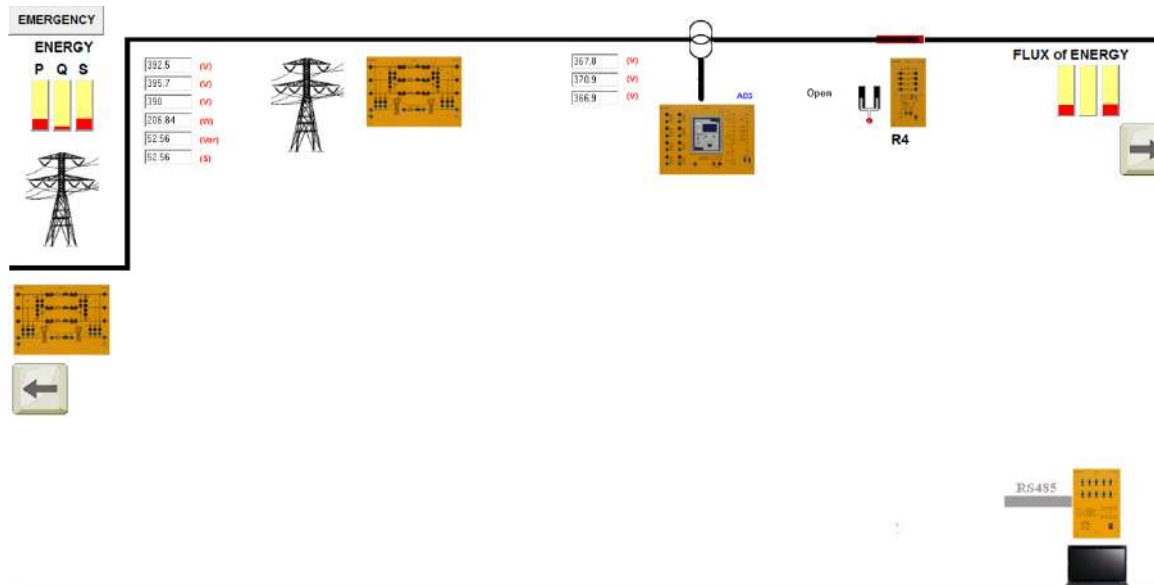 EMERGENCY
ENERGY
P Q S
392.5 (V)
395.7 (V)
390 (V)
206.84 (W)
52.56 (Var)
52.56 (S)
367.8 (V)
370.9 (V)
366.9 (V)
Open
R4
FLUX of ENERGY
RS485